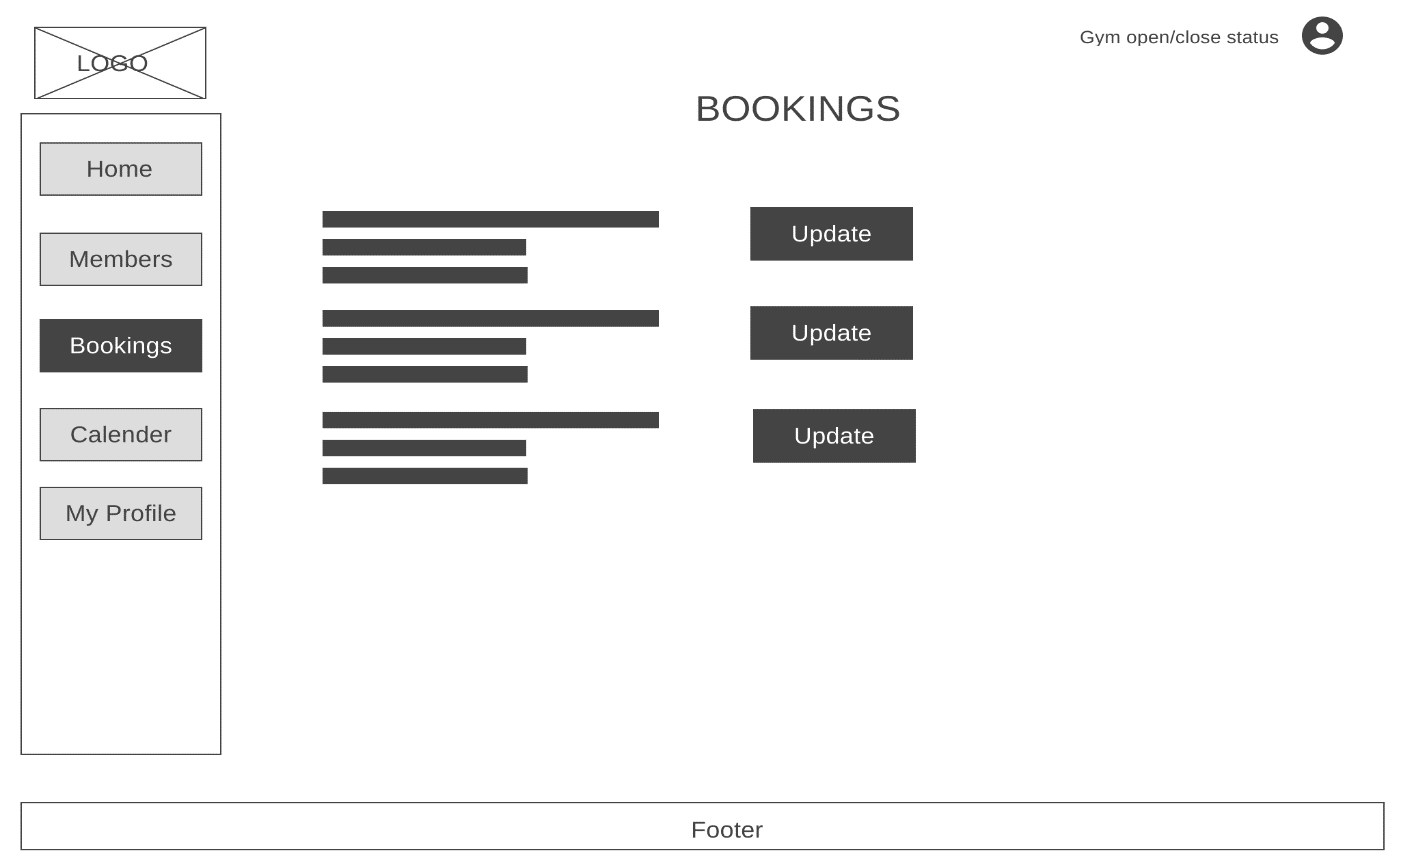 LOGO
Gym open/close status
BOOKINGS
Home
Members
Bookings
Calender
My Profile
Update
Update
Update
Footer